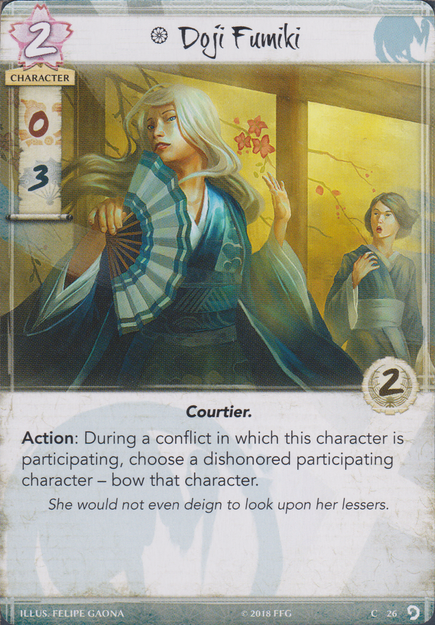 2
Doji Fumiki
CHARACTER
0
3
2
Courtier.
Action: During a conflict in which this character is
participating, choose a dishonored participating
character – bow that character.
She would not even deign to look upon her lessers.
ILLUS. FELIPE GAONA © 2018 FFG C 26